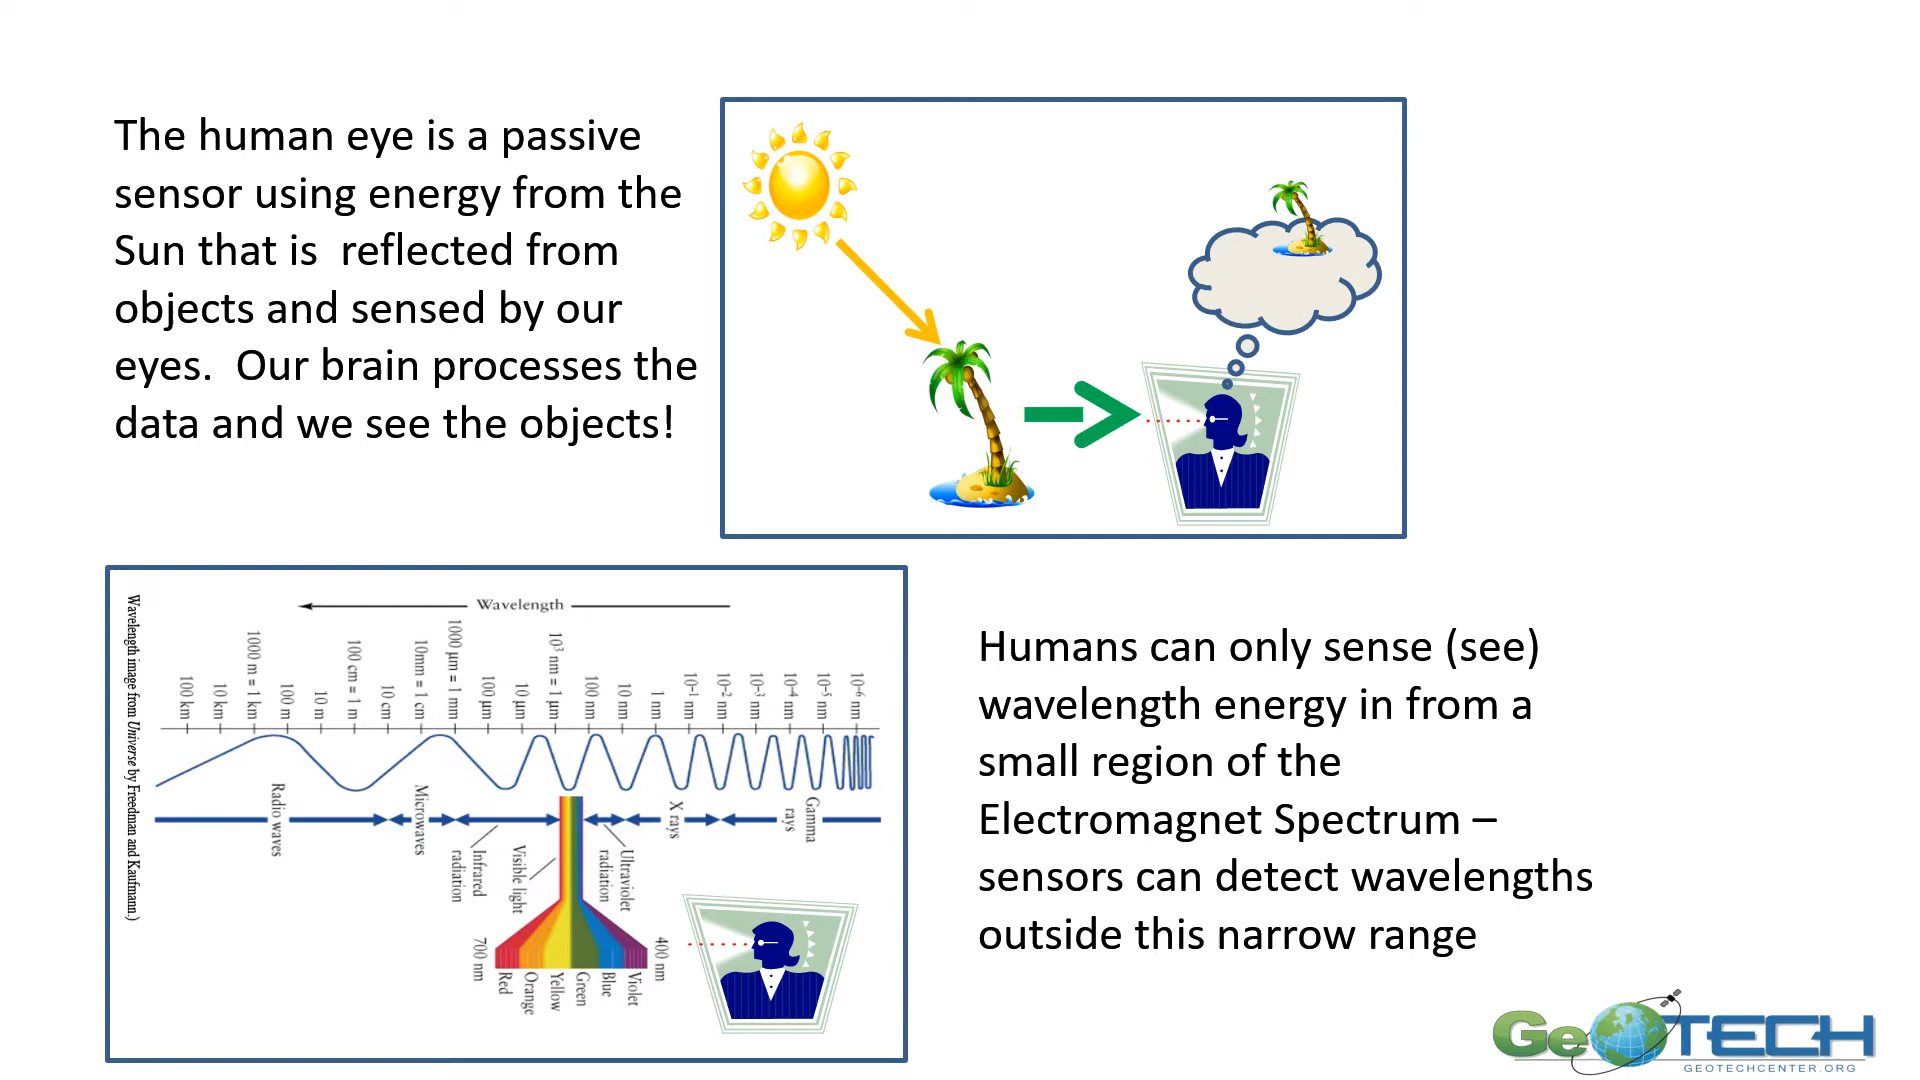 The human eye is a passive
sensor using energy from the
Sun that is  reflected from
objects and sensed by our
eyes.  Our brain processes the
data and we see the objects!
Wavelength
100 km
10 km
1000 m = 1 km
100 m
10 m
100 cm = 1 m
10 cm
10mm = 1 cm
1000 µm = 1 mm
100 µm
10 µm
10³ nm = 1 µm
100 nm
10 nm
1 nm
10⁻¹ nm
10⁻² nm
10⁻³ nm
10⁻⁴ nm
10⁻⁵ nm
10⁻⁶ nm
Radio waves
Microwaves
Infrared
radiation
Visible light
Ultraviolet
radiation
X rays
Gamma
rays
700 nm
400 nm
Red
Orange
Yellow
Green
Blue
Violet
Wavelength image from Universe by Freedman and Kaufmann.)
Humans can only sense (see)
wavelength energy in from a
small region of the
Electromagnet Spectrum –
sensors can detect wavelengths
outside this narrow range
GeoTECH
GEOTECHCENTER.ORG